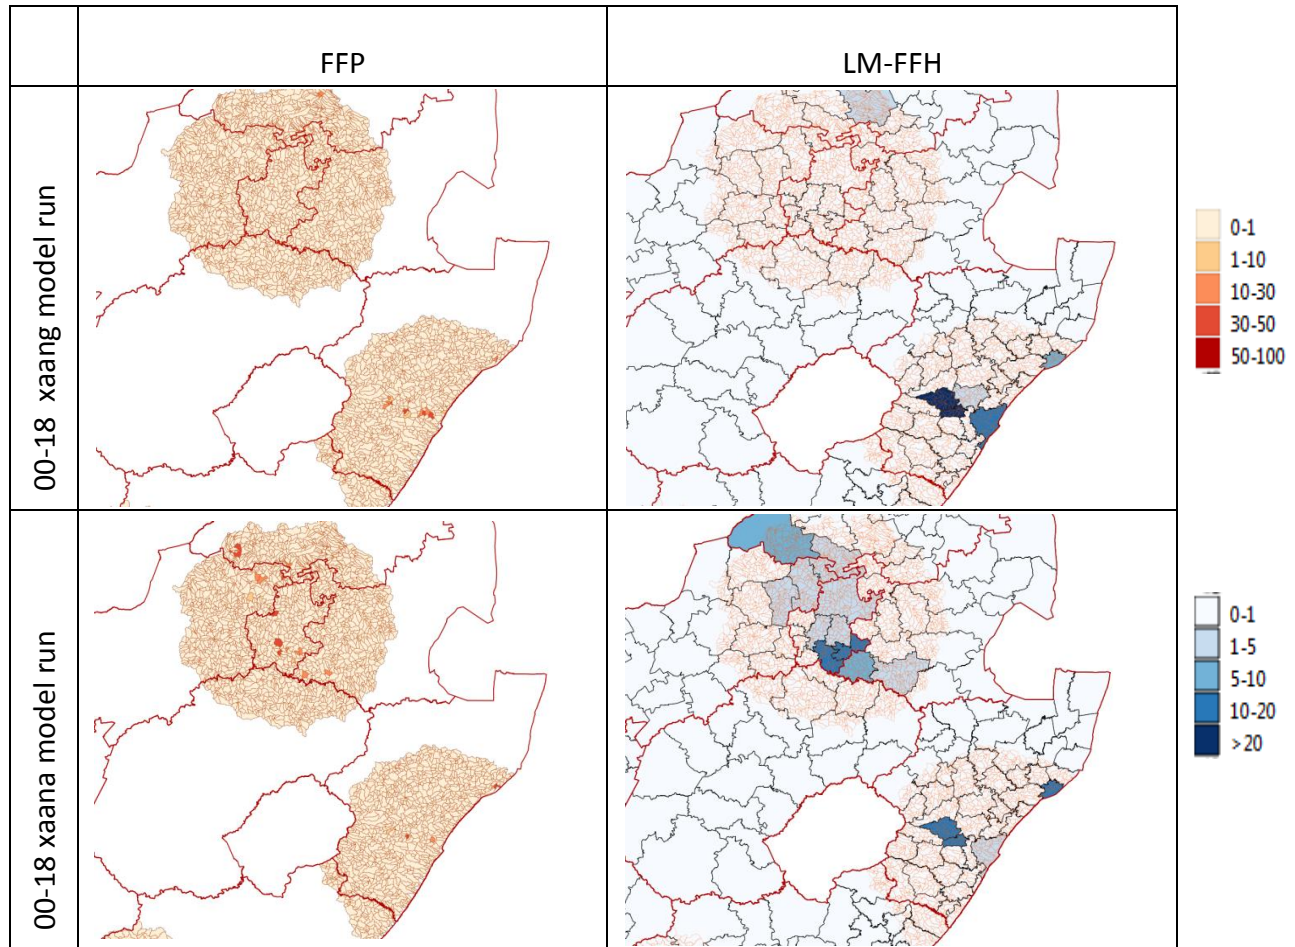 FFP
LM-FFH
00-18 xaang model run
0-1
1-10
10-30
30-50
50-100
00-18 xaana model run
0-1
1-5
5-10
10-20
>20